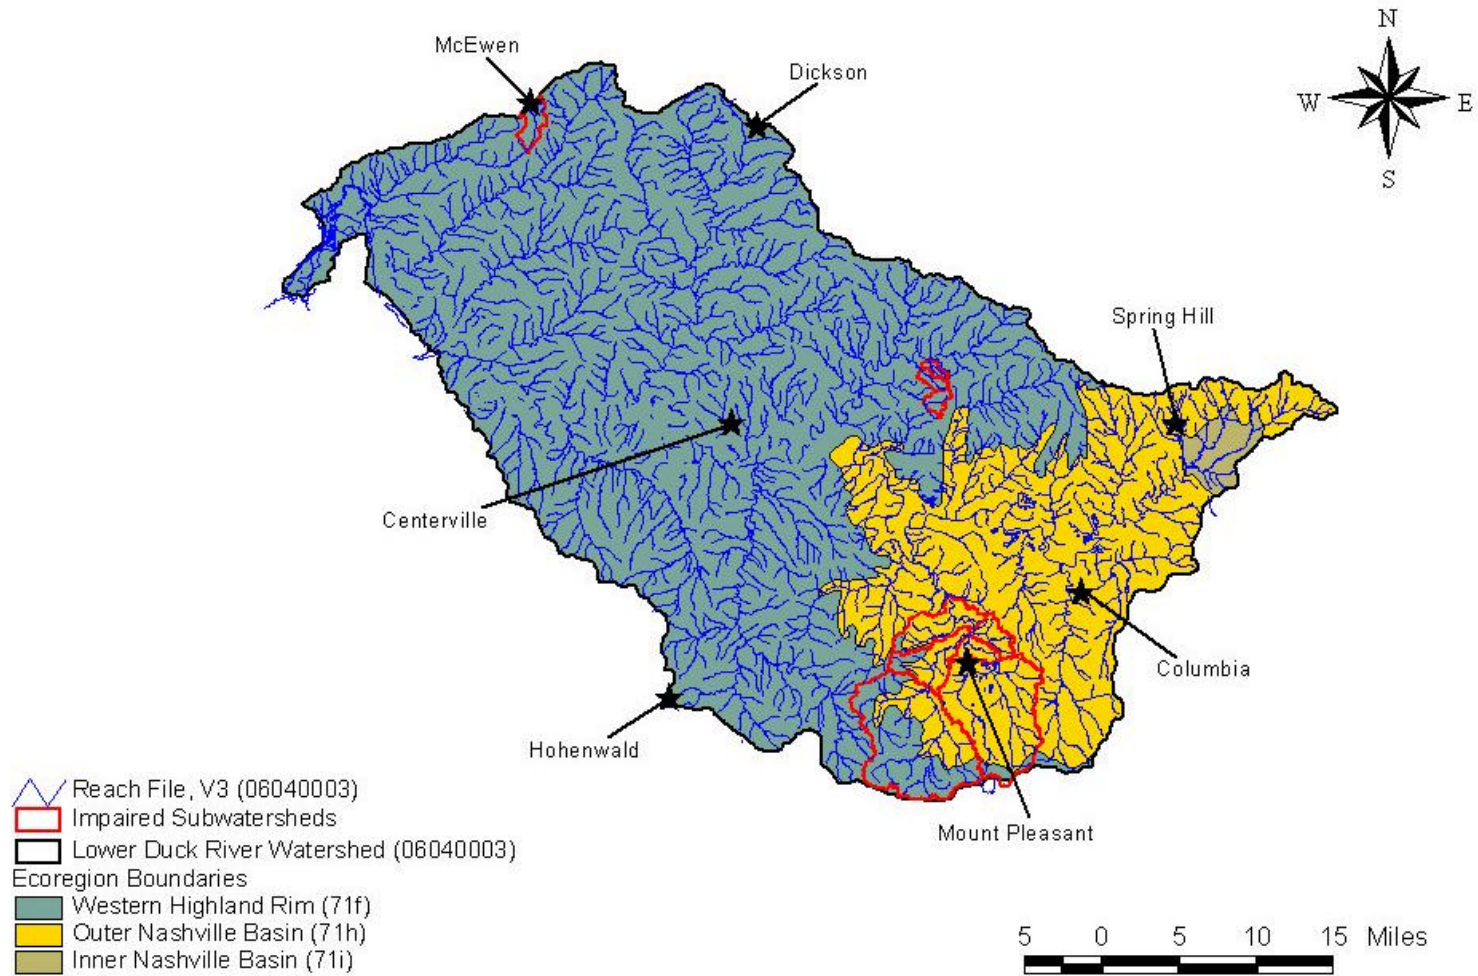 N
McEwen
Dickson
W
E
S
Spring Hill
Centerville
Columbia
Hohenwald
Mount Pleasant
Reach File, V3 (06040003)
Impaired Subwatersheds
Lower Duck River Watershed (06040003)
Ecoregion Boundaries
Western Highland Rim (71f)
Outer Nashville Basin (71h)
Inner Nashville Basin (71i)
5 0 5 10 15 Miles